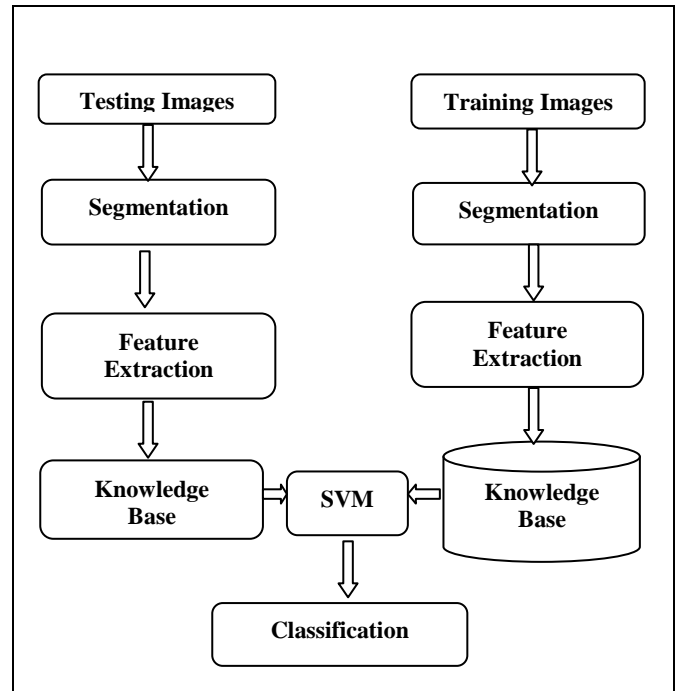 Testing Images
Training Images
Segmentation
Segmentation
Feature
Extraction
Feature
Extraction
Knowledge
Base
SVM
Knowledge
Base
Classification